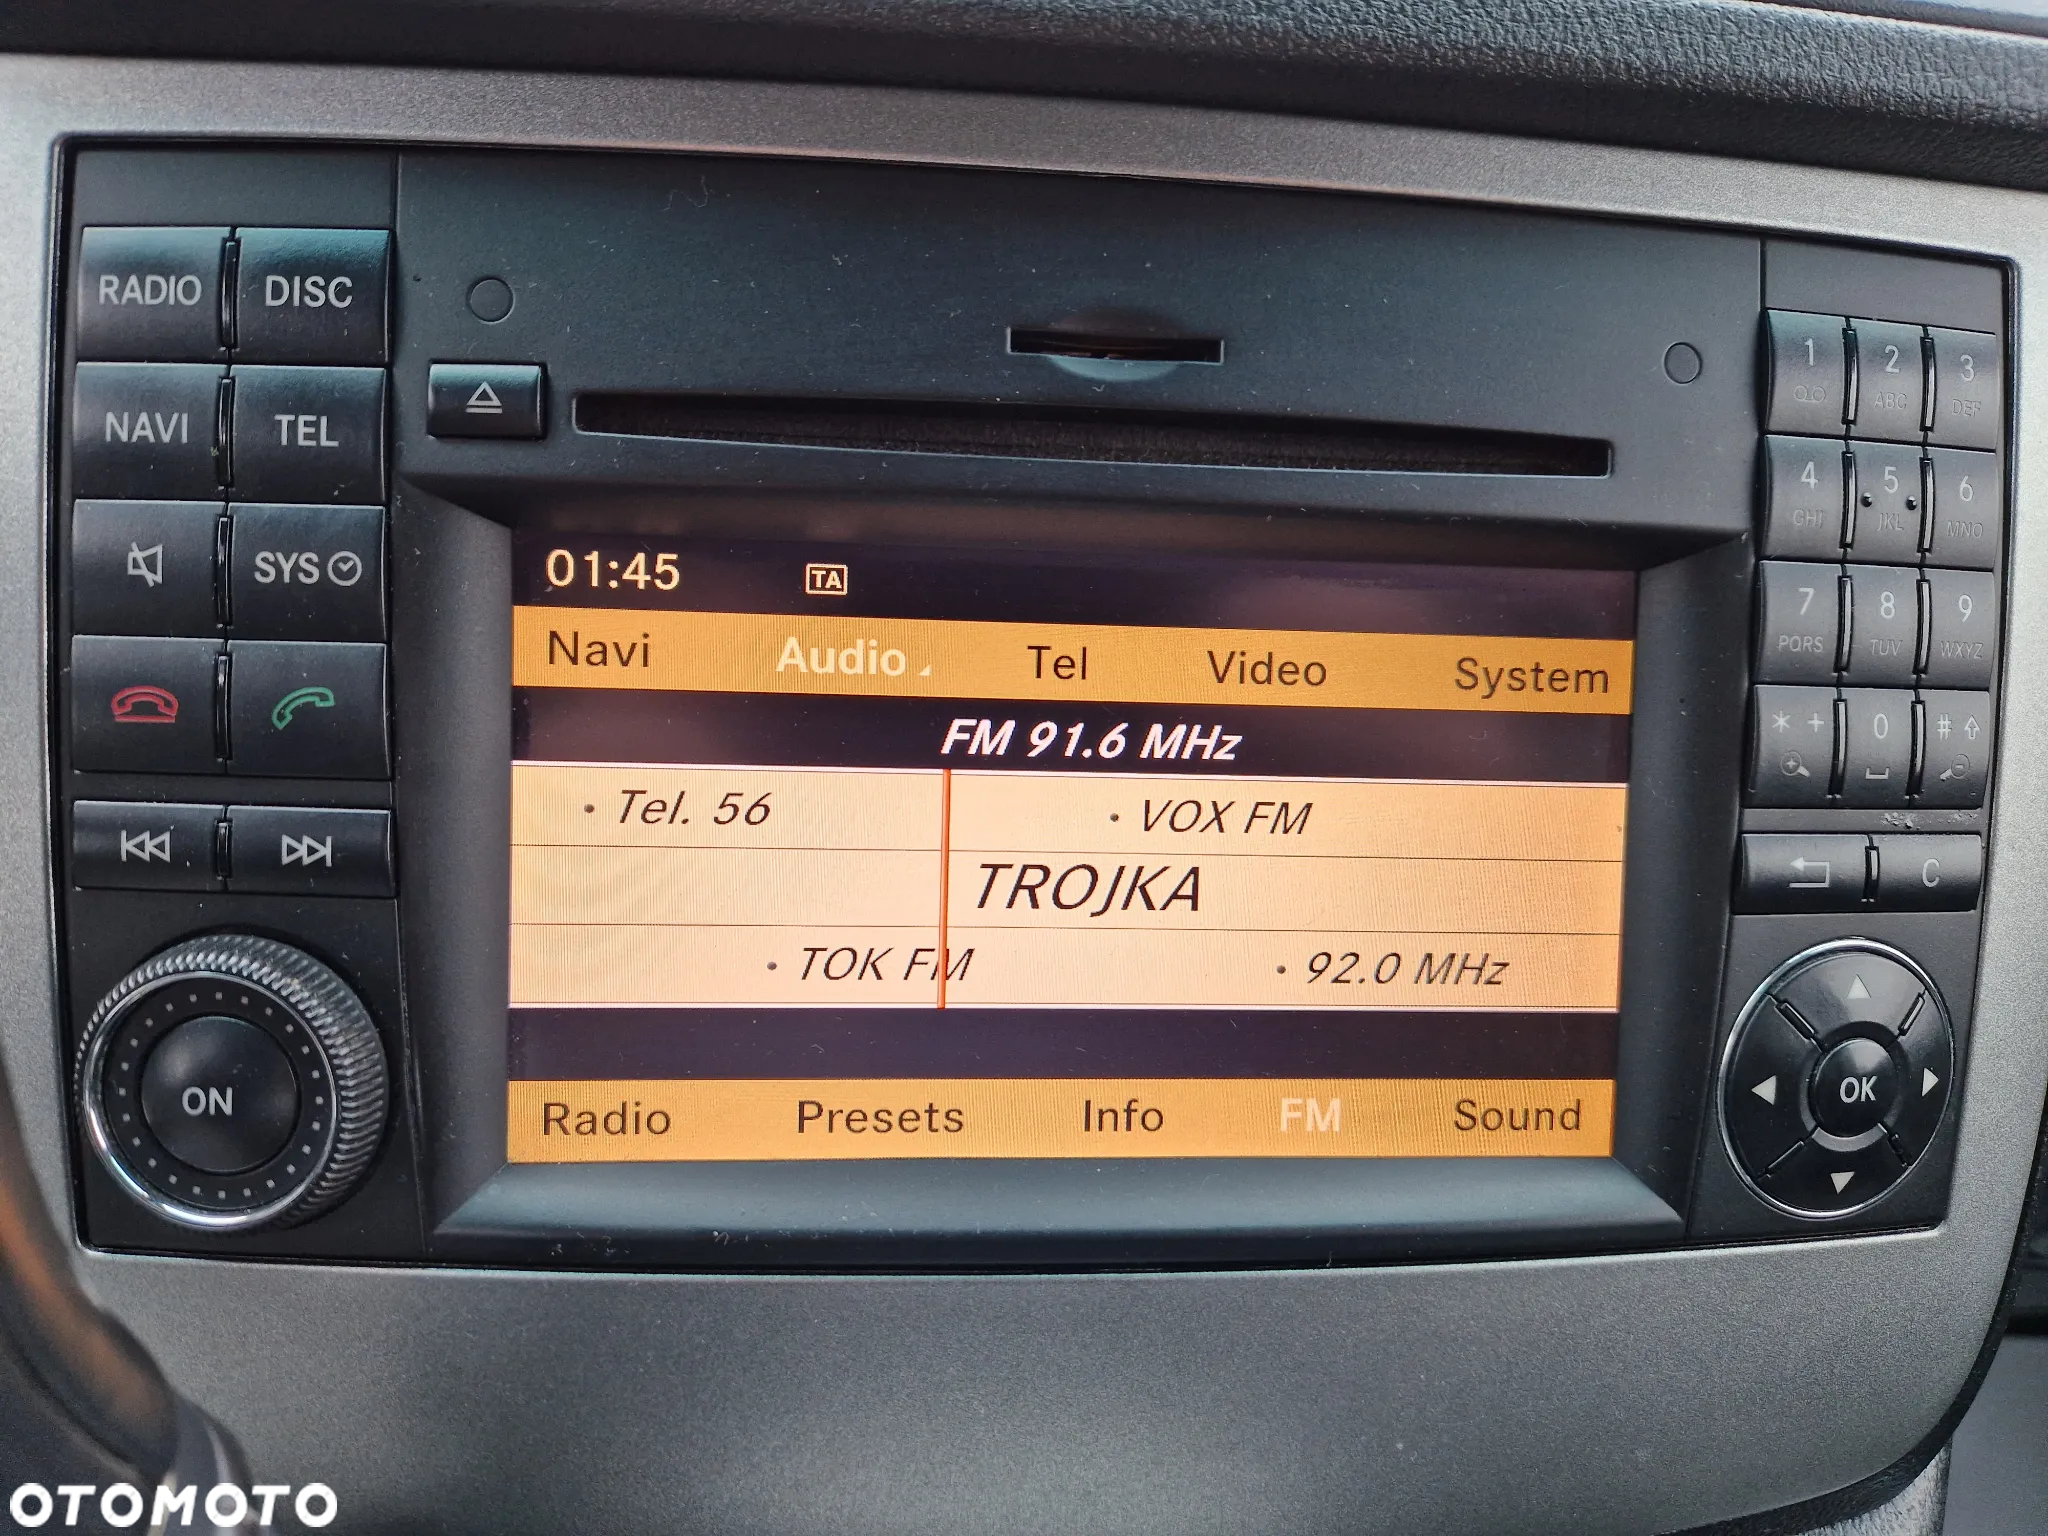 RADIO DISC
NAVI TEL
SYS
ON
01:45 TA
Navi Audio Tel Video System
FM 91.6 MHz
• Tel. 56 • VOX FM
TROJKA
• TOK FM • 92.0 MHz
Radio Presets Info FM Sound
1 2 3
ABC DEF
4 5 6
GHI JKL MNO
7 8 9
PQRS TUV WXYZ
* + 0 #
C
OK
OTOMOTO